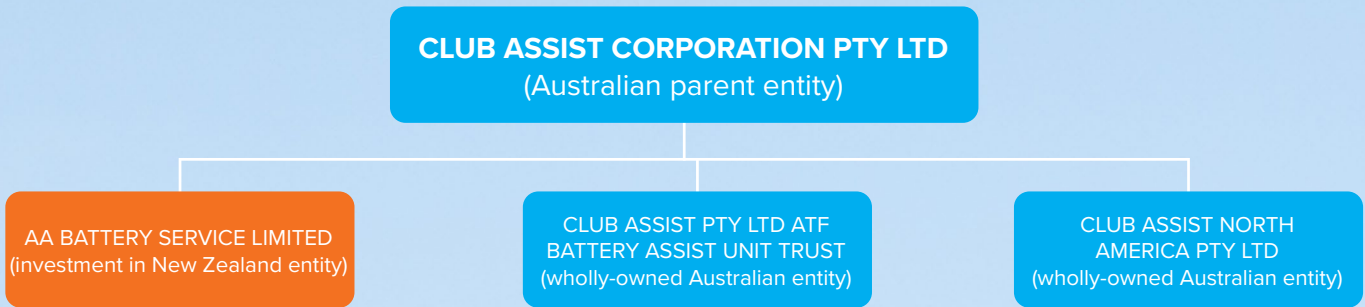 CLUB ASSIST CORPORATION PTY LTD
(Australian parent entity)
AA BATTERY SERVICE LIMITED
(investment in New Zealand entity)
CLUB ASSIST PTY LTD ATF
BATTERY ASSIST UNIT TRUST
(wholly-owned Australian entity)
CLUB ASSIST NORTH
AMERICA PTY LTD
(wholly-owned Australian entity)